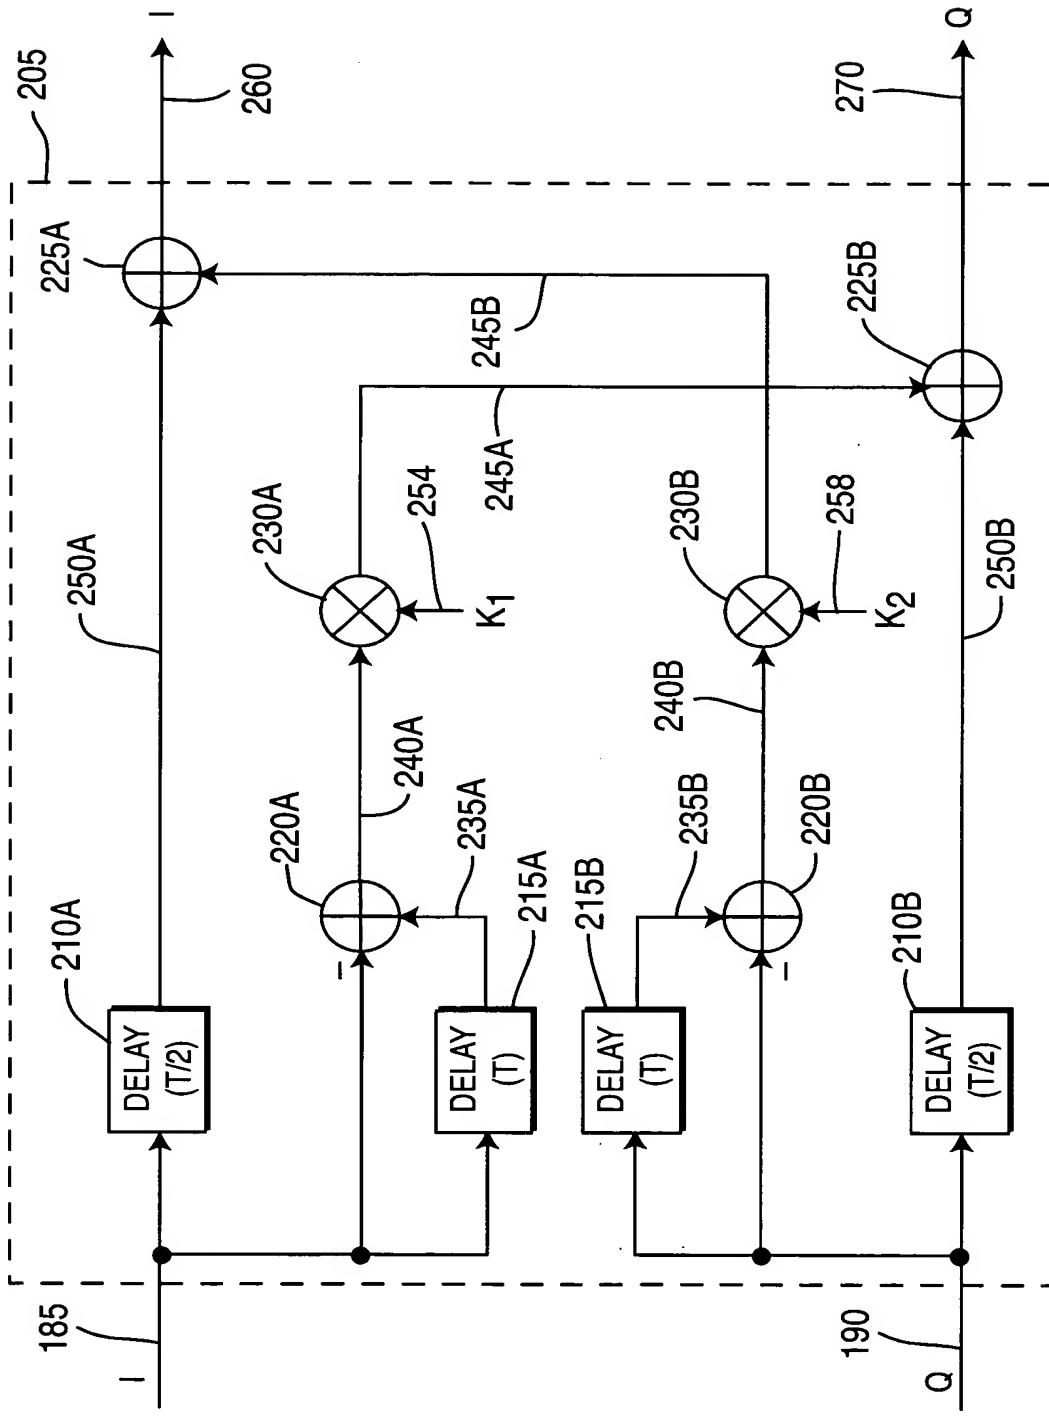 I
185
210A
DELAY
(T/2)
250A
225A
205
260
I
220A
–
240A
230A
254
K1
245A
245B
235A
DELAY
(T)
215A
215B
DELAY
(T)
235B
240B
230B
258
K2
225B
–
220B
210B
DELAY
(T/2)
250B
270
Q
190
Q